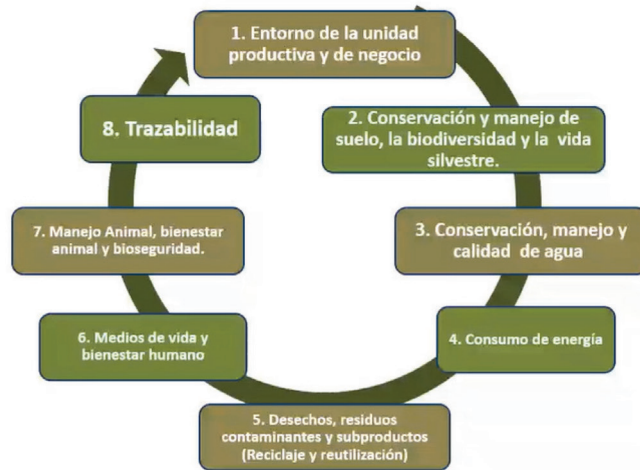 1. Entorno de la unidad
productiva y de negocio
2. Conservación y manejo de
suelo, la biodiversidad y la vida
silvestre.
3. Conservación, manejo y
calidad de agua
4. Consumo de energía
5. Desechos, residuos
contaminantes y subproductos
(Reciclaje y reutilización)
6. Medios de vida y
bienestar humano
7. Manejo Animal, bienestar
animal y bioseguridad.
8. Trazabilidad